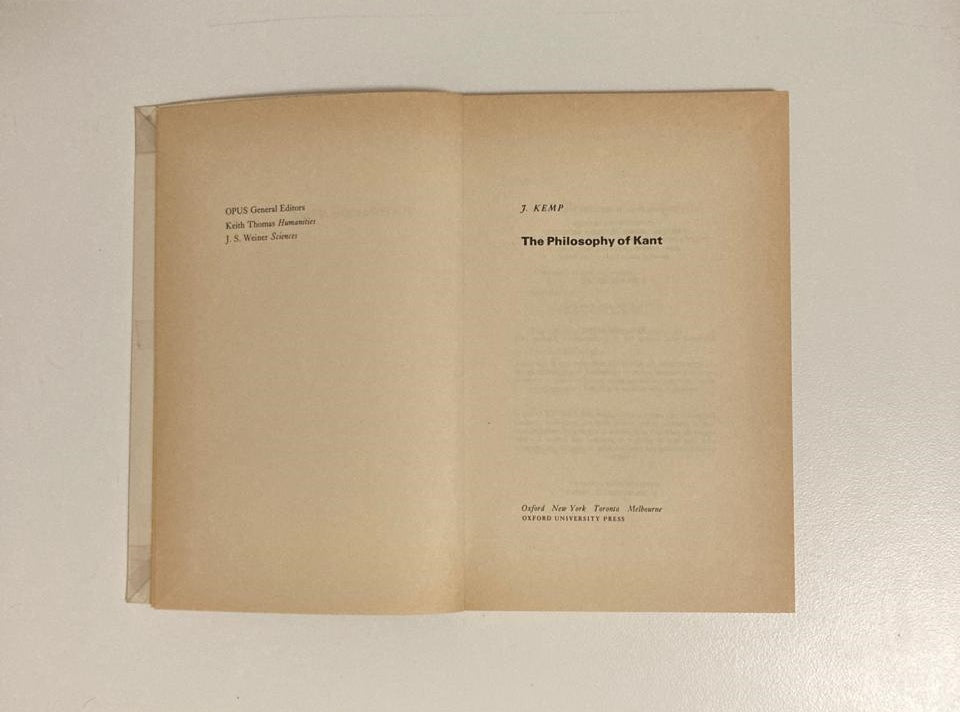 OPUS General Editors
Keith Thomas Humanities
J. S. Weiner Sciences
J. KEMP
The Philosophy of Kant
Oxford New York Toronto Melbourne
OXFORD UNIVERSITY PRESS